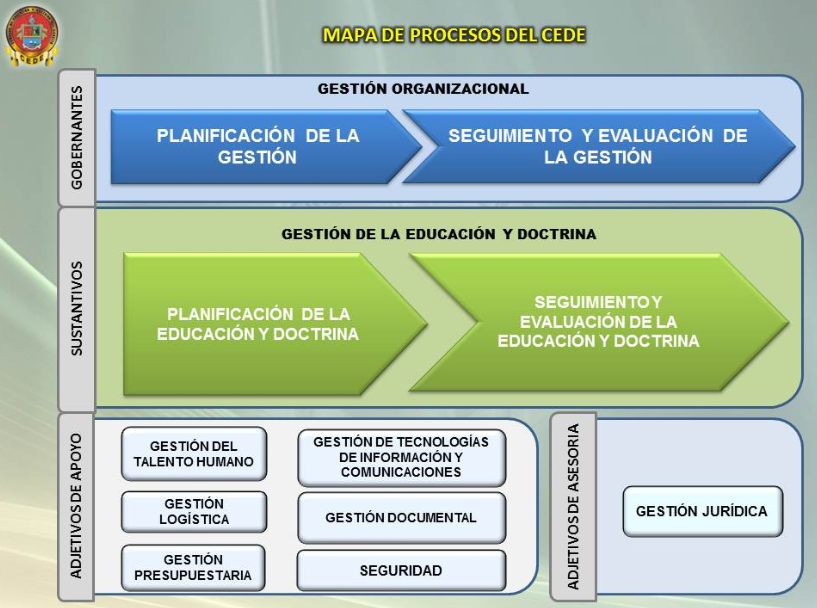 MAPA DE PROCESOS DEL CEDE
CEDE
GOBERNANTES
GESTIÓN ORGANIZACIONAL
PLANIFICACIÓN DE LA
GESTIÓN
SEGUIMIENTO Y EVALUACIÓN DE
LA GESTIÓN
SUSTANTIVOS
GESTIÓN DE LA EDUCACIÓN Y DOCTRINA
PLANIFICACIÓN DE LA
EDUCACIÓN Y DOCTRINA
SEGUIMIENTO Y
EVALUACIÓN DE LA
EDUCACIÓN Y DOCTRINA
ADJETIVOS DE APOYO
GESTIÓN DEL
TALENTO HUMANO
GESTIÓN DE TECNOLOGÍAS
DE INFORMACIÓN Y
COMUNICACIONES
GESTIÓN
LOGÍSTICA
GESTIÓN DOCUMENTAL
GESTIÓN
PRESUPUESTARIA
SEGURIDAD
ADJETIVOS DE ASESORIA
GESTIÓN JURÍDICA